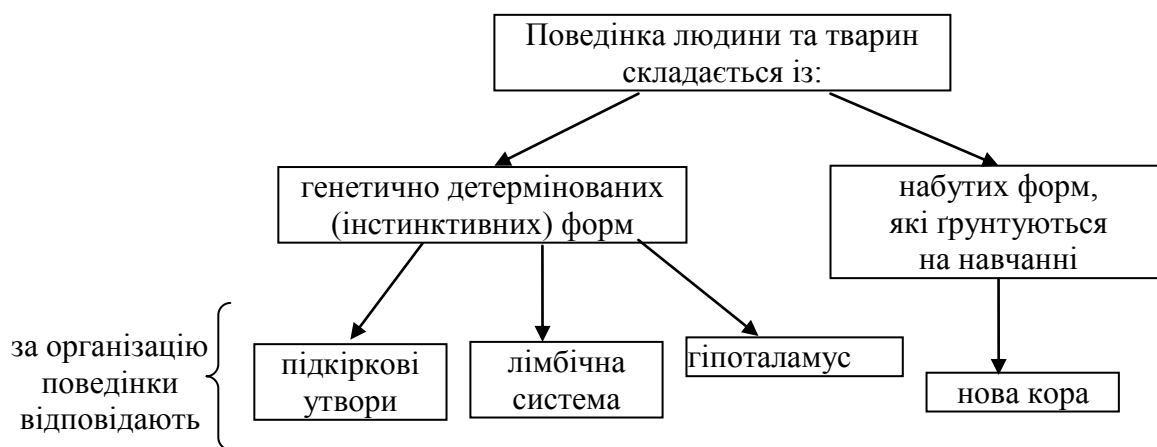 Поведінка людини та тварин
складається із:
генетично детермінованих
(інстинктивних) форм
набутих форм,
які ґрунтуються
на навчанні
за організацію
поведінки
відповідають
підкіркові
утвори
лімбічна
система
гіпоталамус
нова кора